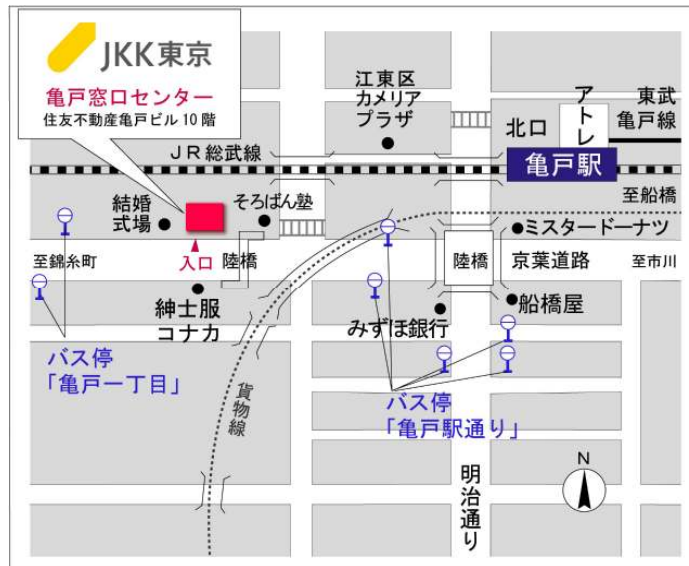 JKK東京
亀戸窓口センター
住友不動産亀戸ビル10階
江東区
カメリア
プラザ
北口
アトレ
東武
亀戸線
亀戸駅
JR総武線
至船橋
結婚
式場
そろばん塾
ミスタードーナツ
至錦糸町
入口
陸橋
陸橋
京葉道路
至市川
紳士服
コナカ
みずほ銀行
船橋屋
バス停
「亀戸一丁目」
貨物線
バス停
「亀戸駅通り」
明治通り
N